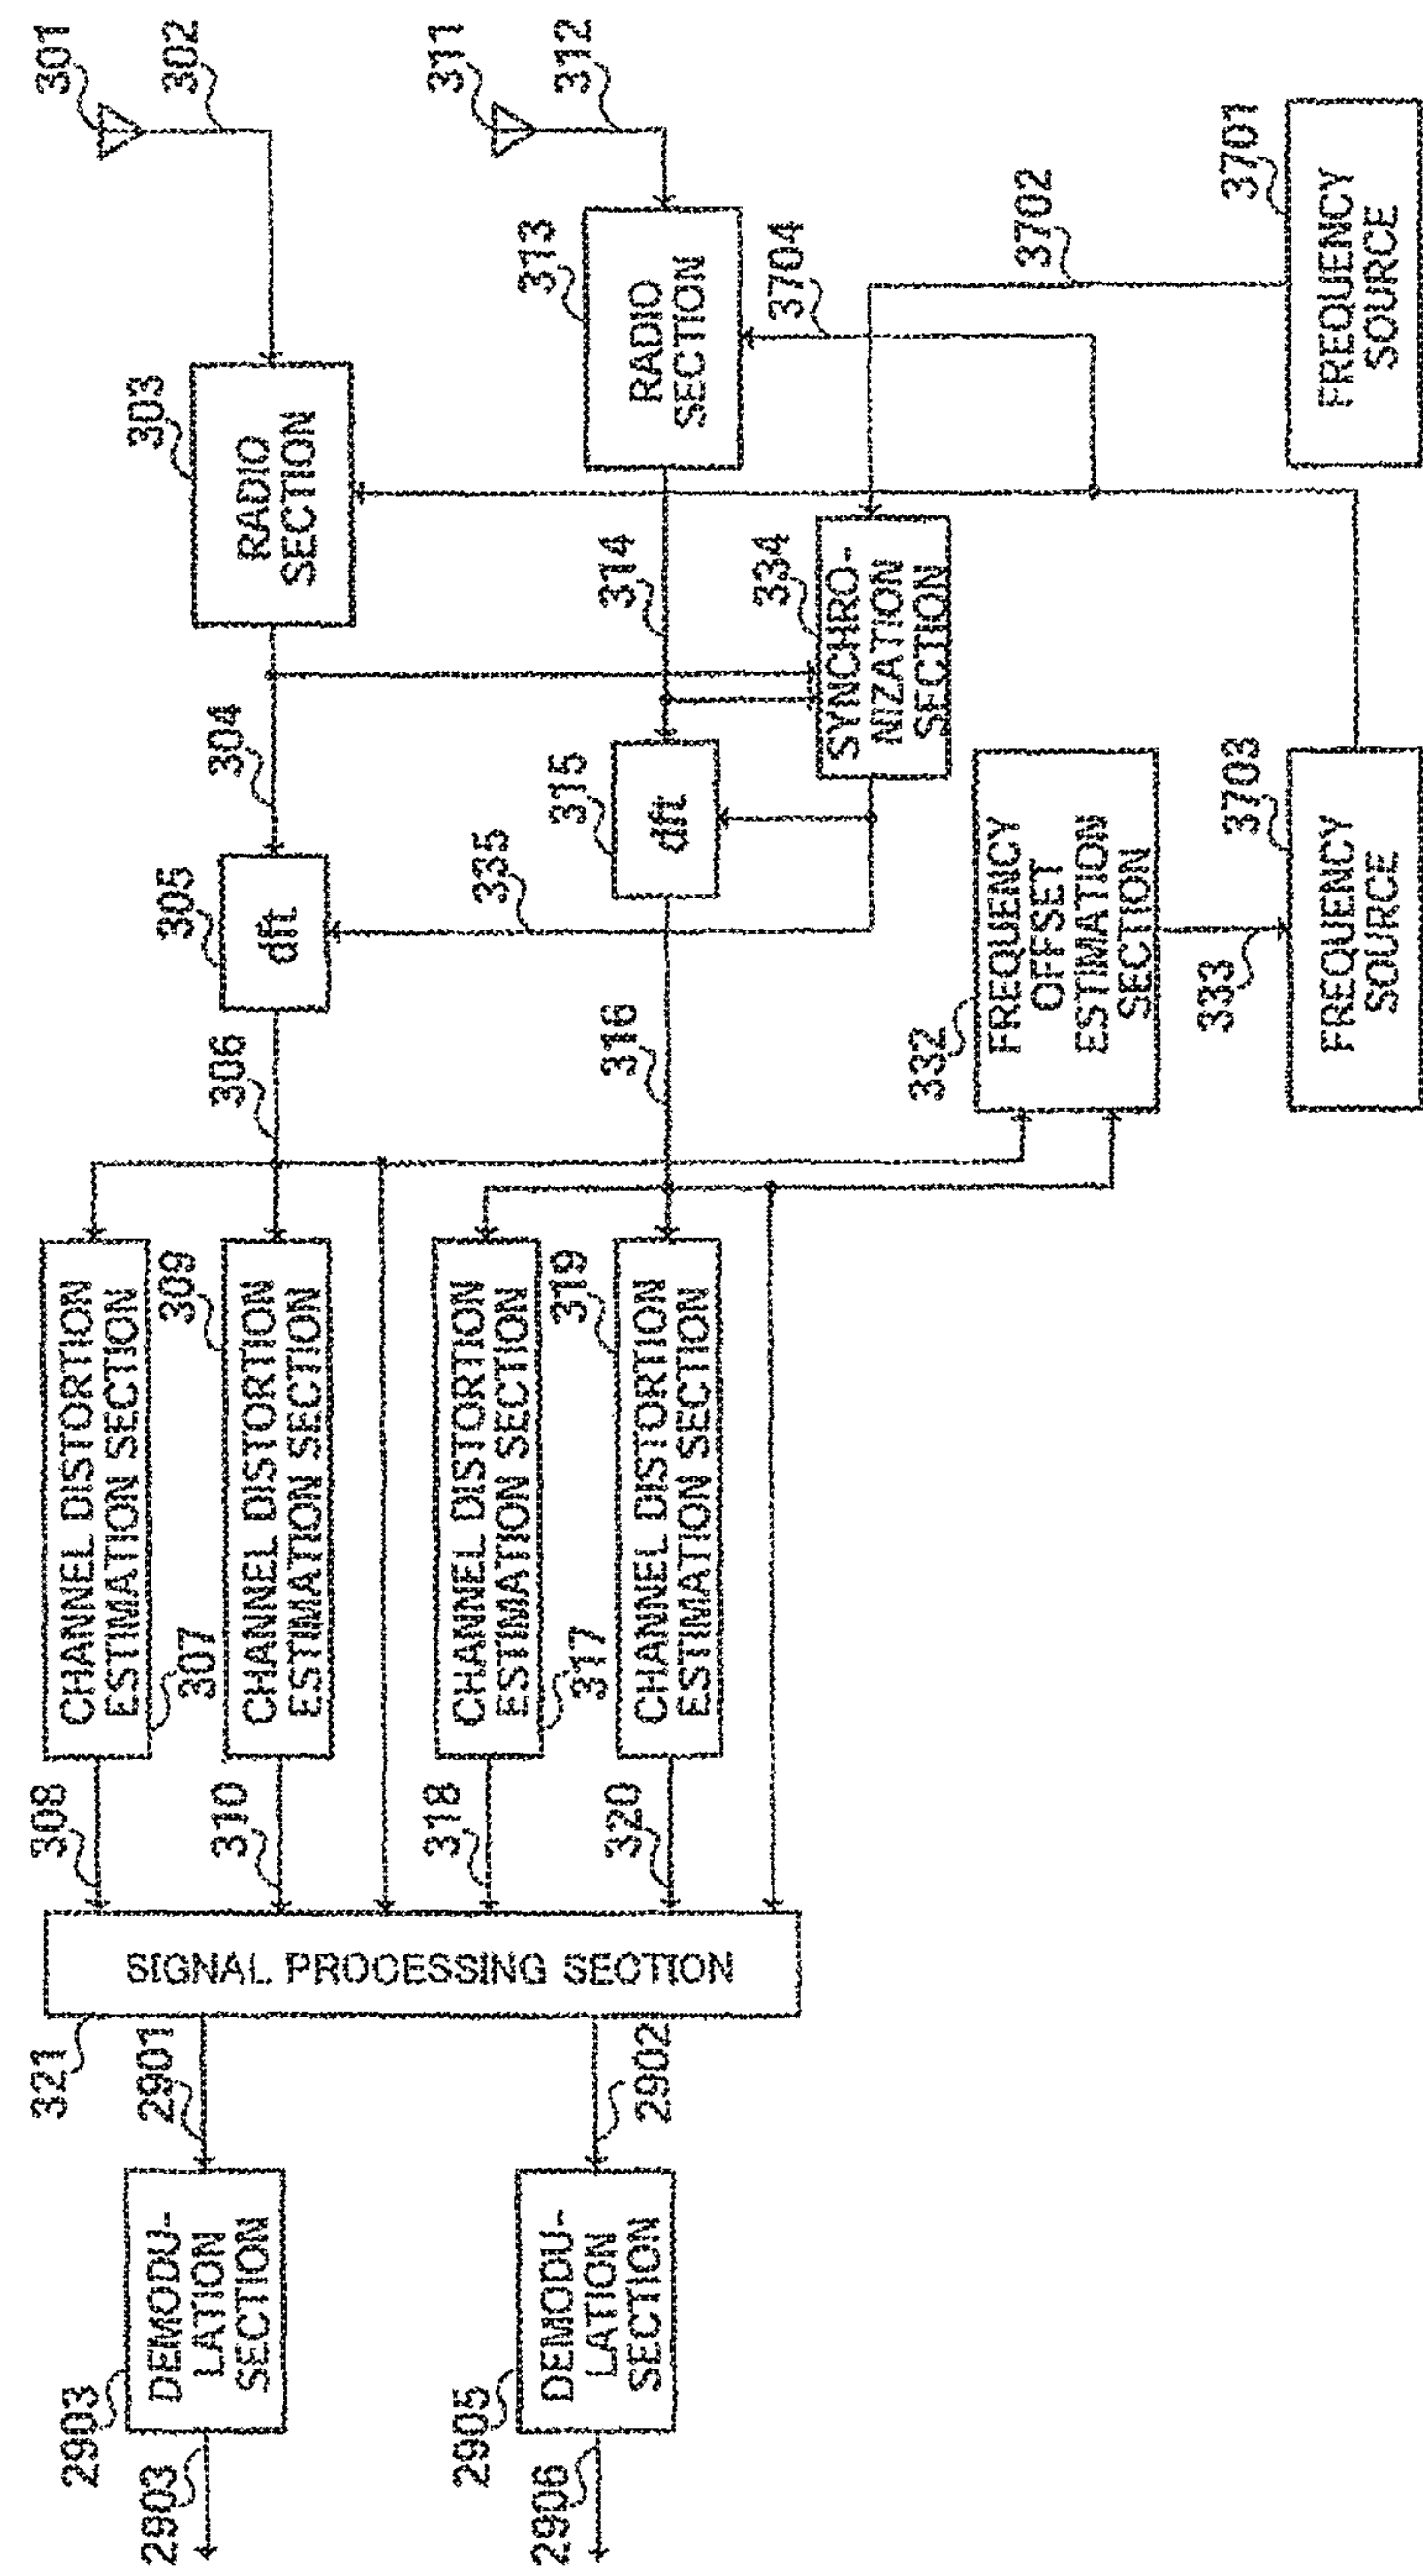 301
302
311
312
303
RADIO
SECTION
313
RADIO
SECTION
3704
3702
3701
FREQUENCY
SOURCE
304
314
334
SYNCHRO-
NIZATION
SECTION
305
dft
315
dft
335
306
316
332
FREQUENCY
OFFSET
ESTIMATION
SECTION
333
3703
FREQUENCY
SOURCE
CHANNEL DISTORTION
ESTIMATION SECTION
307
309
CHANNEL DISTORTION
ESTIMATION SECTION
CHANNEL DISTORTION
ESTIMATION SECTION
317
319
CHANNEL DISTORTION
ESTIMATION SECTION
308
310
318
320
SIGNAL PROCESSING SECTION
321
2901
2902
2903
DEMODU-
LATION
SECTION
2905
DEMODU-
LATION
SECTION
2903
2906